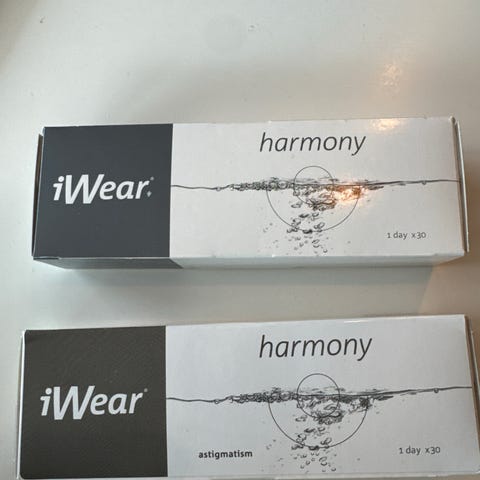 harmony
iWear
1 day x30
harmony
iWear®
astigmatism
1 day x30